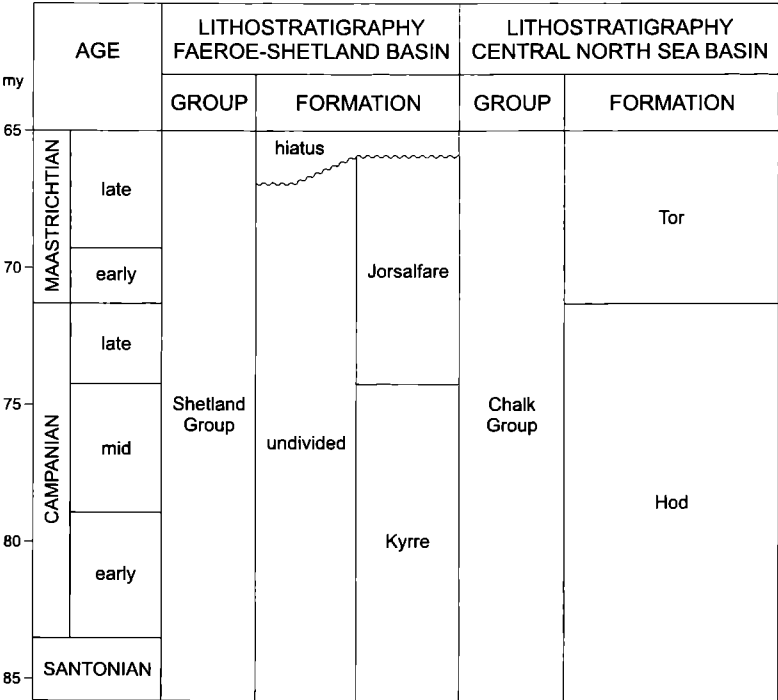 AGE
LITHOSTRATIGRAPHY
FAEROE-SHETLAND BASIN
LITHOSTRATIGRAPHY
CENTRAL NORTH SEA BASIN
my
GROUP
FORMATION
GROUP
FORMATION
65
MAASTRICHTIAN
late
hiatus
Tor
70
early
Jorsalfare
CAMPANIAN
late
75
Shetland
Group
Chalk
Group
mid
undivided
Hod
80
Kyrre
early
SANTONIAN
85